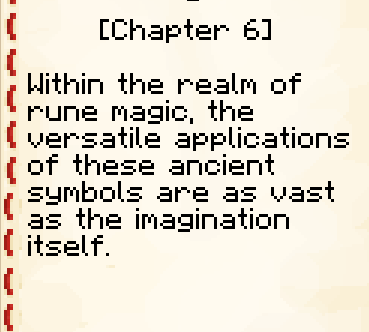 [Chapter 6]
Within the realm of
rune magic, the
versatile applications
of these ancient
symbols are as vast
as the imagination
itself.